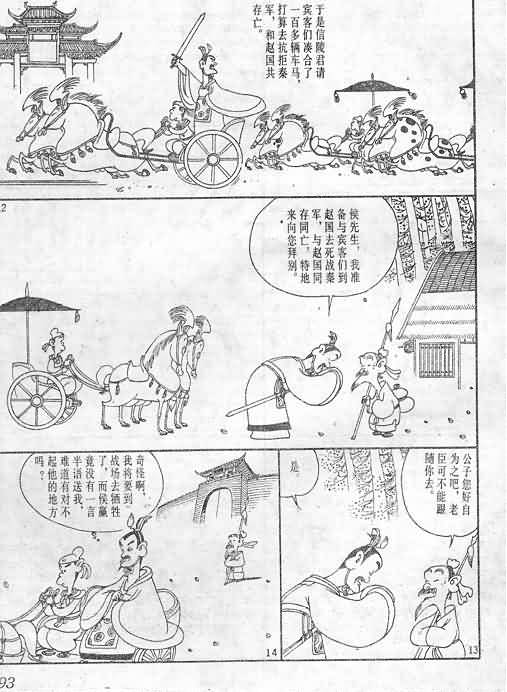 于是信陵君请
宾客们凑合了
一百多辆车马，
打算去抗拒秦
军，和赵国共
存亡。
2
侯先生，我准
备与宾客们到
赵国去死战秦
军，与赵国同
存同亡，特地
来向您拜别。
公子您好自
为之吧，老
臣可不能跟
随你去。
是
13
奇怪啊，
我将要到
战场去牺牲
了，而侯嬴
竟没有一言
半语送我，
难道有对不
起他的地方
吗？
14
93